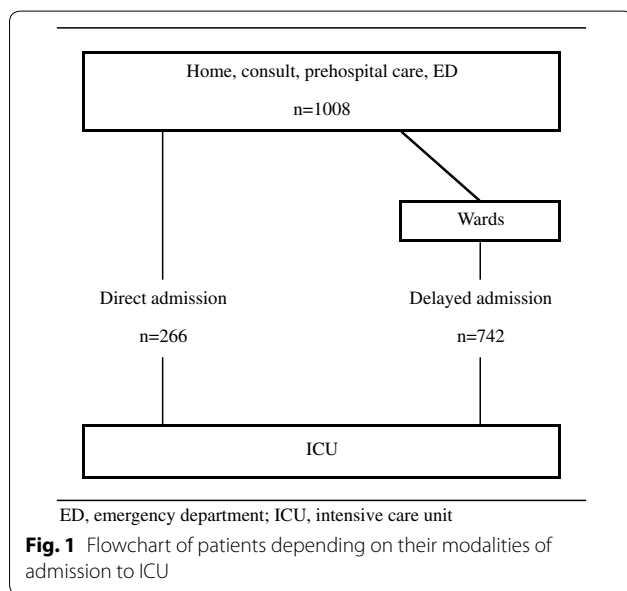 Home, consult, prehospital care, ED
n=1008
Wards
Direct admission
n=266
Delayed admission
n=742
ICU
ED, emergency department; ICU, intensive care unit
Fig. 1 Flowchart of patients depending on their modalities of
admission to ICU